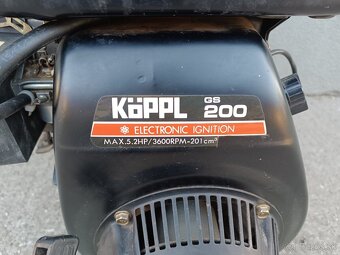 KöPPL GS 200
❋ ELECTRONIC IGNITION
MAX.5.2HP/3600RPM-201cm³